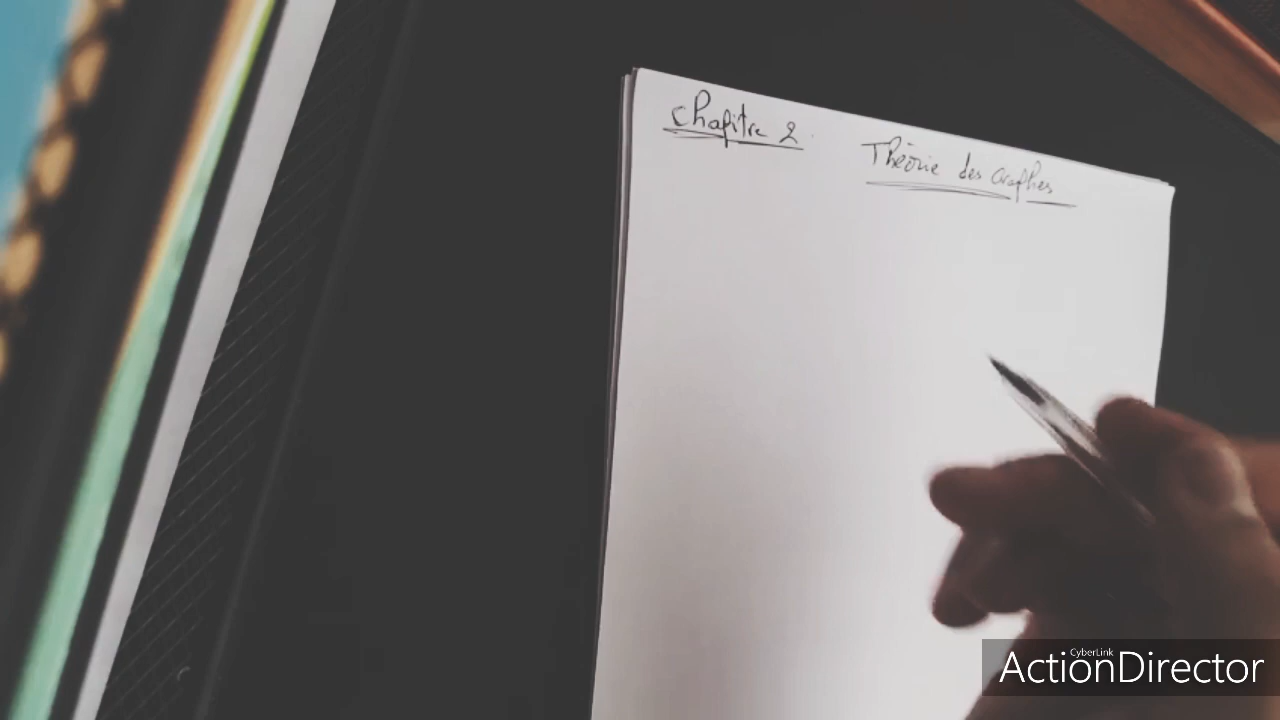 Chapitre 2
Théorie des Graphes
CyberLink
ActionDirector